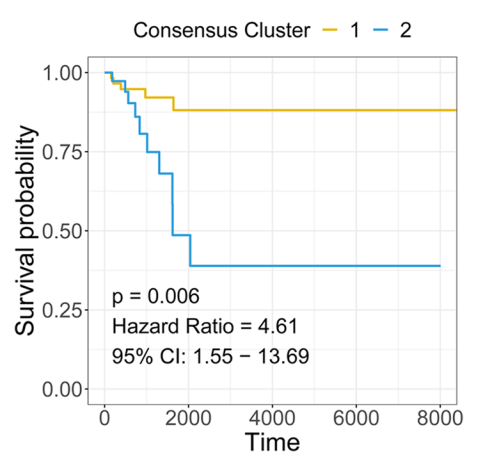 Consensus Cluster 1 2
Survival probability
1.00
0.75
0.50
0.25
0.00
p = 0.006
Hazard Ratio = 4.61
95% CI: 1.55 − 13.69
0 2000 4000 6000 8000
Time